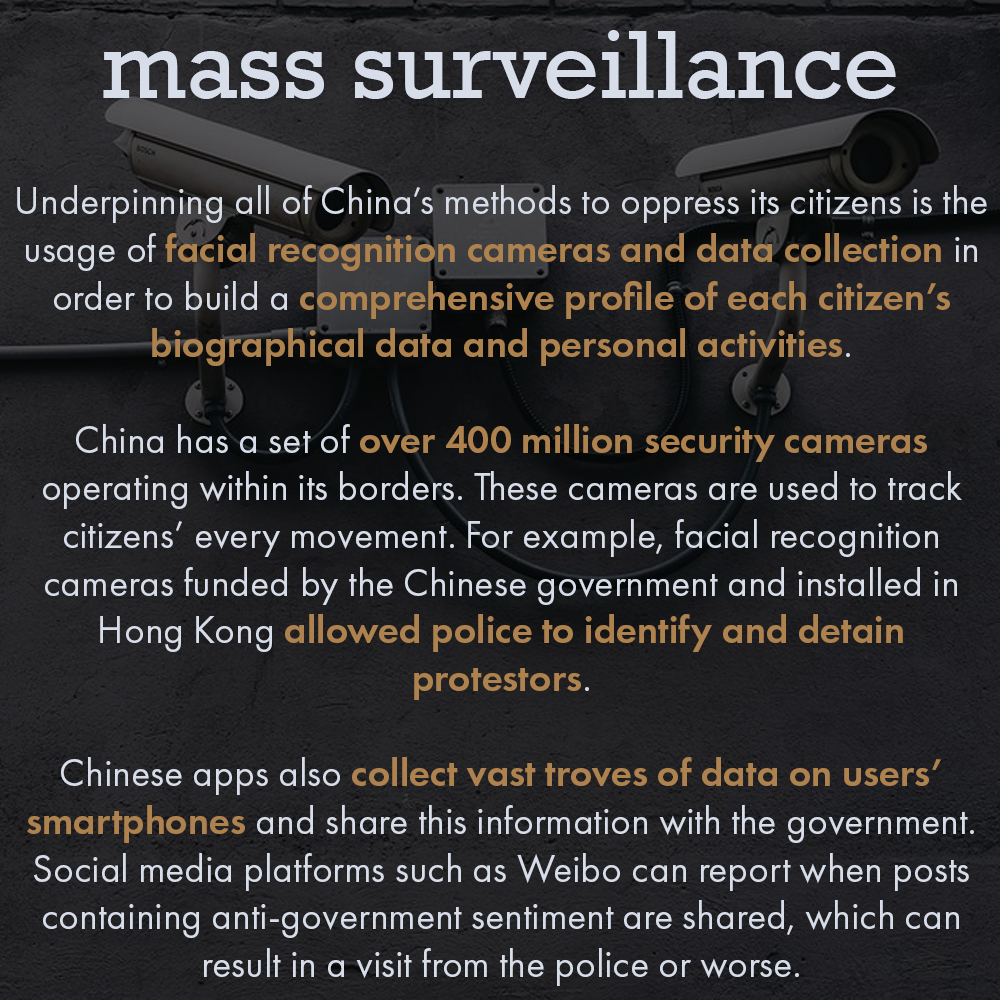 mass surveillance
BOSCH
BOSCH
Underpinning all of China’s methods to oppress its citizens is the
usage of facial recognition cameras and data collection in
order to build a comprehensive profile of each citizen’s
biographical data and personal activities.
China has a set of over 400 million security cameras
operating within its borders. These cameras are used to track
citizens’ every movement. For example, facial recognition
cameras funded by the Chinese government and installed in
Hong Kong allowed police to identify and detain
protestors.
Chinese apps also collect vast troves of data on users’
smartphones and share this information with the government.
Social media platforms such as Weibo can report when posts
containing anti-government sentiment are shared, which can
result in a visit from the police or worse.